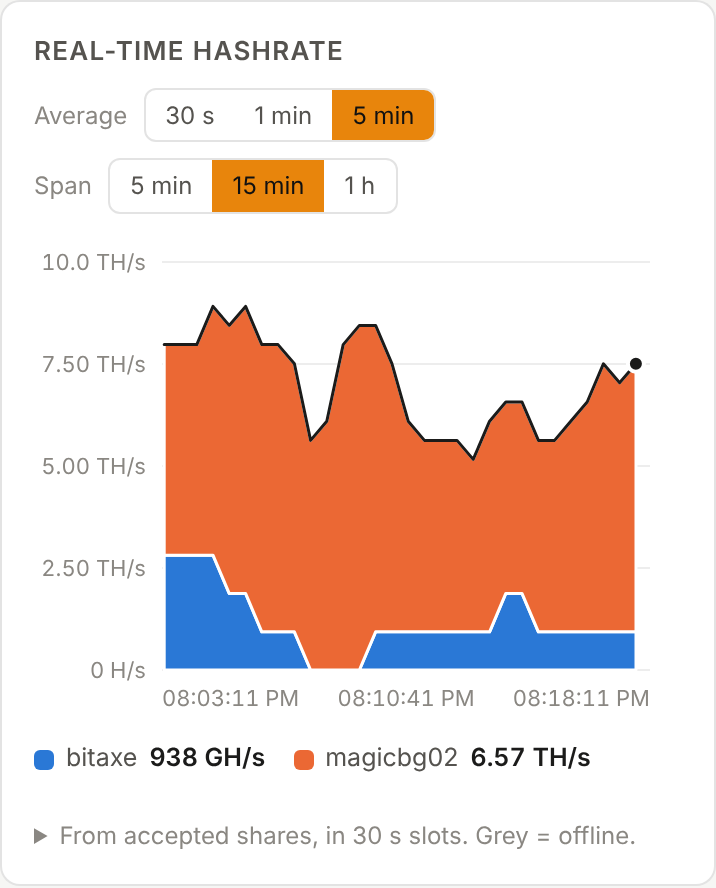 REAL-TIME HASHRATE
Average 30 s 1 min 5 min
Span 5 min 15 min 1 h
10.0 TH/s
7.50 TH/s
5.00 TH/s
2.50 TH/s
0 H/s
08:03:11 PM 08:10:41 PM 08:18:11 PM
bitaxe 938 GH/s magicbg02 6.57 TH/s
▶ From accepted shares, in 30 s slots. Grey = offline.